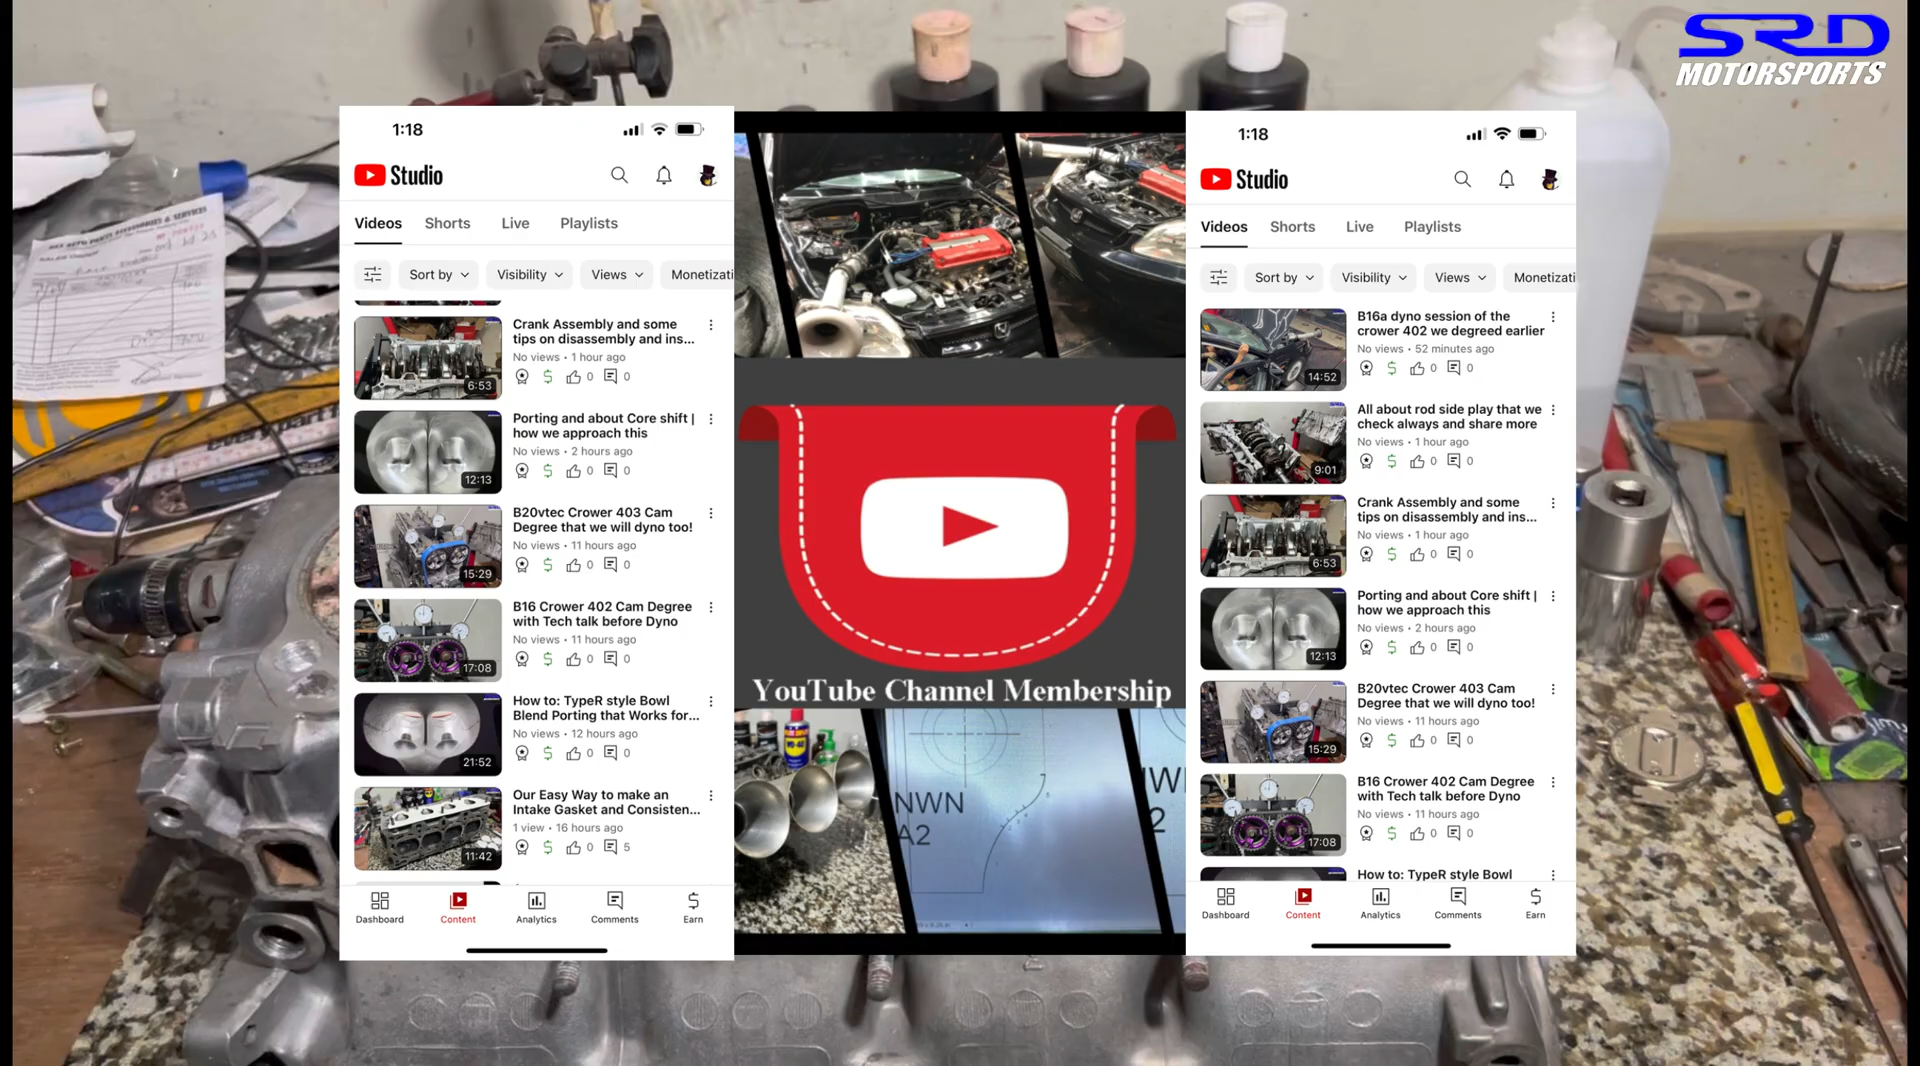 SRD
MOTORSPORTS
1:18
Studio
Videos Shorts Live Playlists
Sort by Visibility Views Monetizati
Crank Assembly and some
tips on disassembly and ins...
No views • 1 hour ago
0 0
6:53
Porting and about Core shift |
how we approach this
No views • 2 hours ago
0 0
12:13
B20vtec Crower 403 Cam
Degree that we will dyno too!
No views • 11 hours ago
0 0
15:29
B16 Crower 402 Cam Degree
with Tech talk before Dyno
No views • 11 hours ago
0 0
17:08
How to: TypeR style Bowl
Blend Porting that Works for...
No views • 12 hours ago
0 0
21:52
Our Easy Way to make an
Intake Gasket and Consisten...
1 view • 16 hours ago
0 5
11:42
Dashboard Content Analytics Comments Earn
YouTube Channel Membership
NWN
A2
1:18
Studio
Videos Shorts Live Playlists
Sort by Visibility Views Monetizati
B16a dyno session of the
crower 402 we degreed earlier
No views • 52 minutes ago
0 0
14:52
All about rod side play that we
check always and share more
No views • 1 hour ago
0 0
9:01
Crank Assembly and some
tips on disassembly and ins...
No views • 1 hour ago
0 0
6:53
Porting and about Core shift |
how we approach this
No views • 2 hours ago
0 0
12:13
B20vtec Crower 403 Cam
Degree that we will dyno too!
No views • 11 hours ago
0 0
15:29
B16 Crower 402 Cam Degree
with Tech talk before Dyno
No views • 11 hours ago
0 0
17:08
How to: TypeR style Bowl
Dashboard Content Analytics Comments Earn